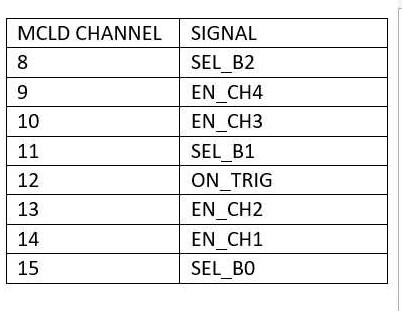 MCLD CHANNEL SIGNAL
8 SEL_B2
9 EN_CH4
10 EN_CH3
11 SEL_B1
12 ON_TRIG
13 EN_CH2
14 EN_CH1
15 SEL_B0